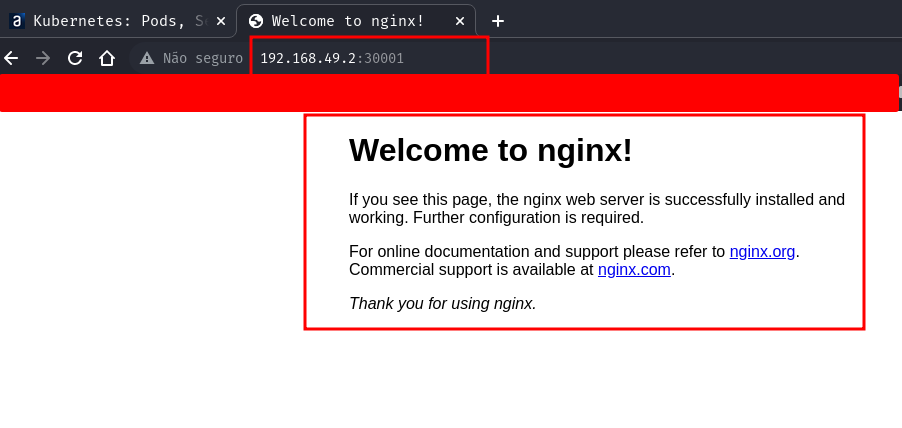 Kubernetes: Pods, Se
Welcome to nginx!
Não seguro 192.168.49.2:30001
Welcome to nginx!
If you see this page, the nginx web server is successfully installed and
working. Further configuration is required.
For online documentation and support please refer to nginx.org.
Commercial support is available at nginx.com.
Thank you for using nginx.